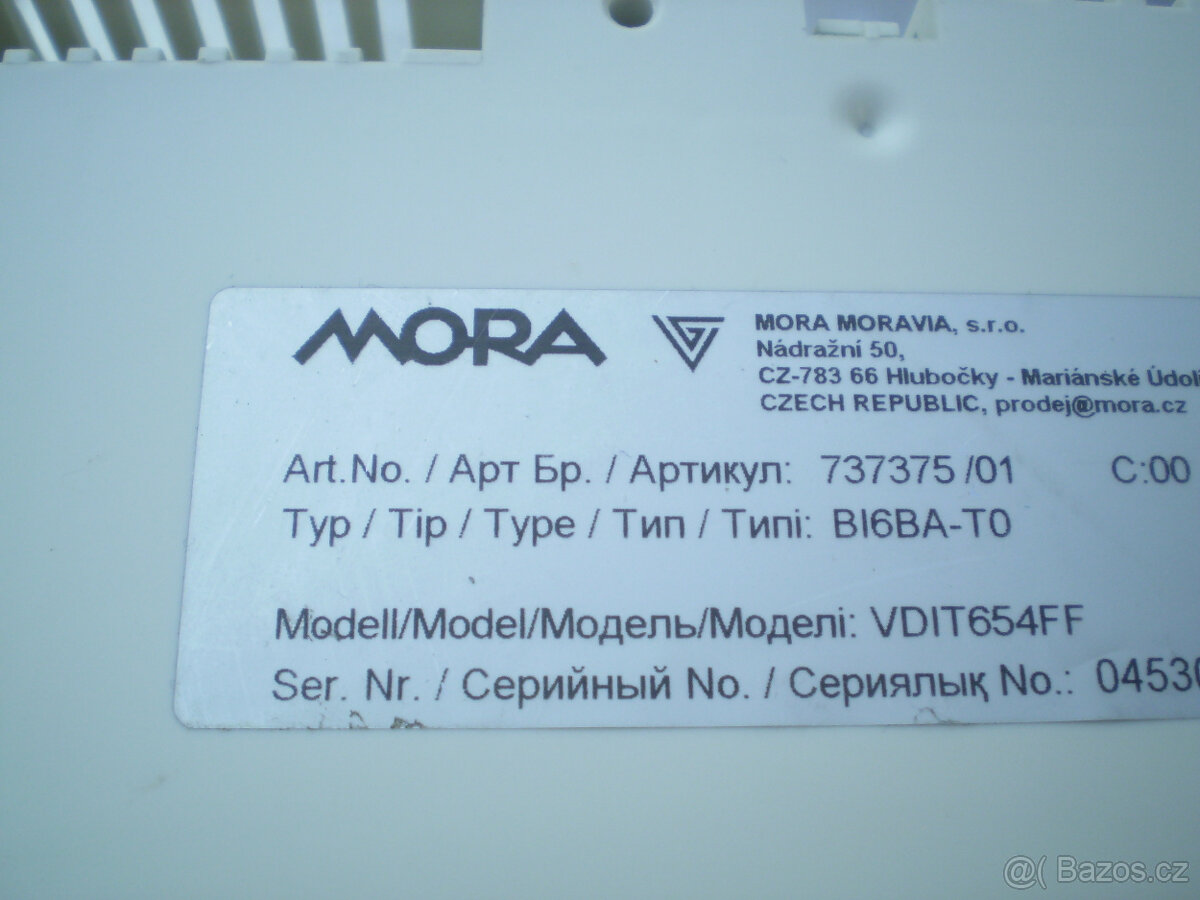 MORA
MORA MORAVIA, s.r.o.
Nádražní 50,
CZ-783 66 Hlubočky - Mariánské Údolí
CZECH REPUBLIC, prodej@mora.cz
Art.No. / Арт Бр. / Артикул: 737375 /01 C:00
Typ / Tip / Type / Тип / Типі: BI6BA-T0
Modell/Model/Модель/Моделі: VDIT654FF
Ser. Nr. / Серийный No. / Сериялық No.: 04530
@( Bazos.cz